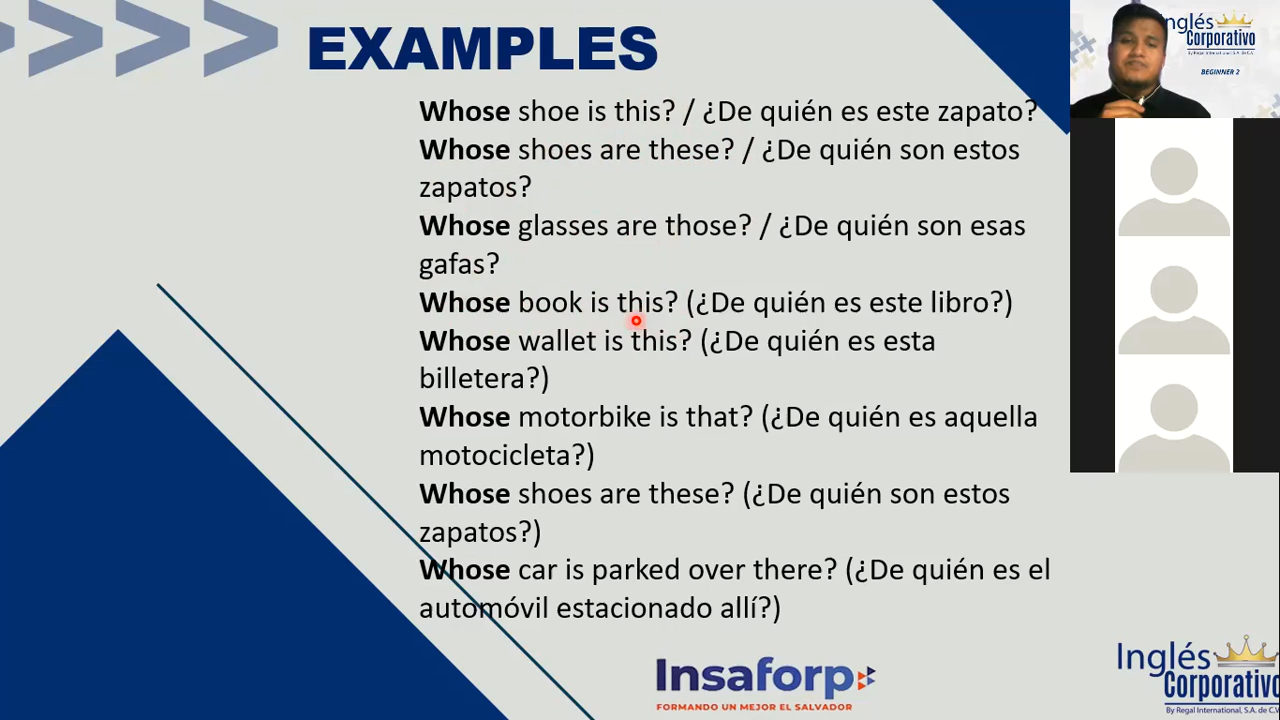 EXAMPLES
Whose shoe is this? / ¿De quién es este zapato?
Whose shoes are these? / ¿De quién son estos
zapatos?
Whose glasses are those? / ¿De quién son esas
gafas?
Whose book is this? (¿De quién es este libro?)
Whose wallet is this? (¿De quién es esta
billetera?)
Whose motorbike is that? (¿De quién es aquella
motocicleta?)
Whose shoes are these? (¿De quién son estos
zapatos?)
Whose car is parked over there? (¿De quién es el
automóvil estacionado allí?)
Insaforp
FORMANDO UN MEJOR EL SALVADOR
Inglés
Corporativo
By Regal International, S.A. de C.V.
BEGINNER 2
Inglés
Corporativo
By Regal International, S.A. de C.V